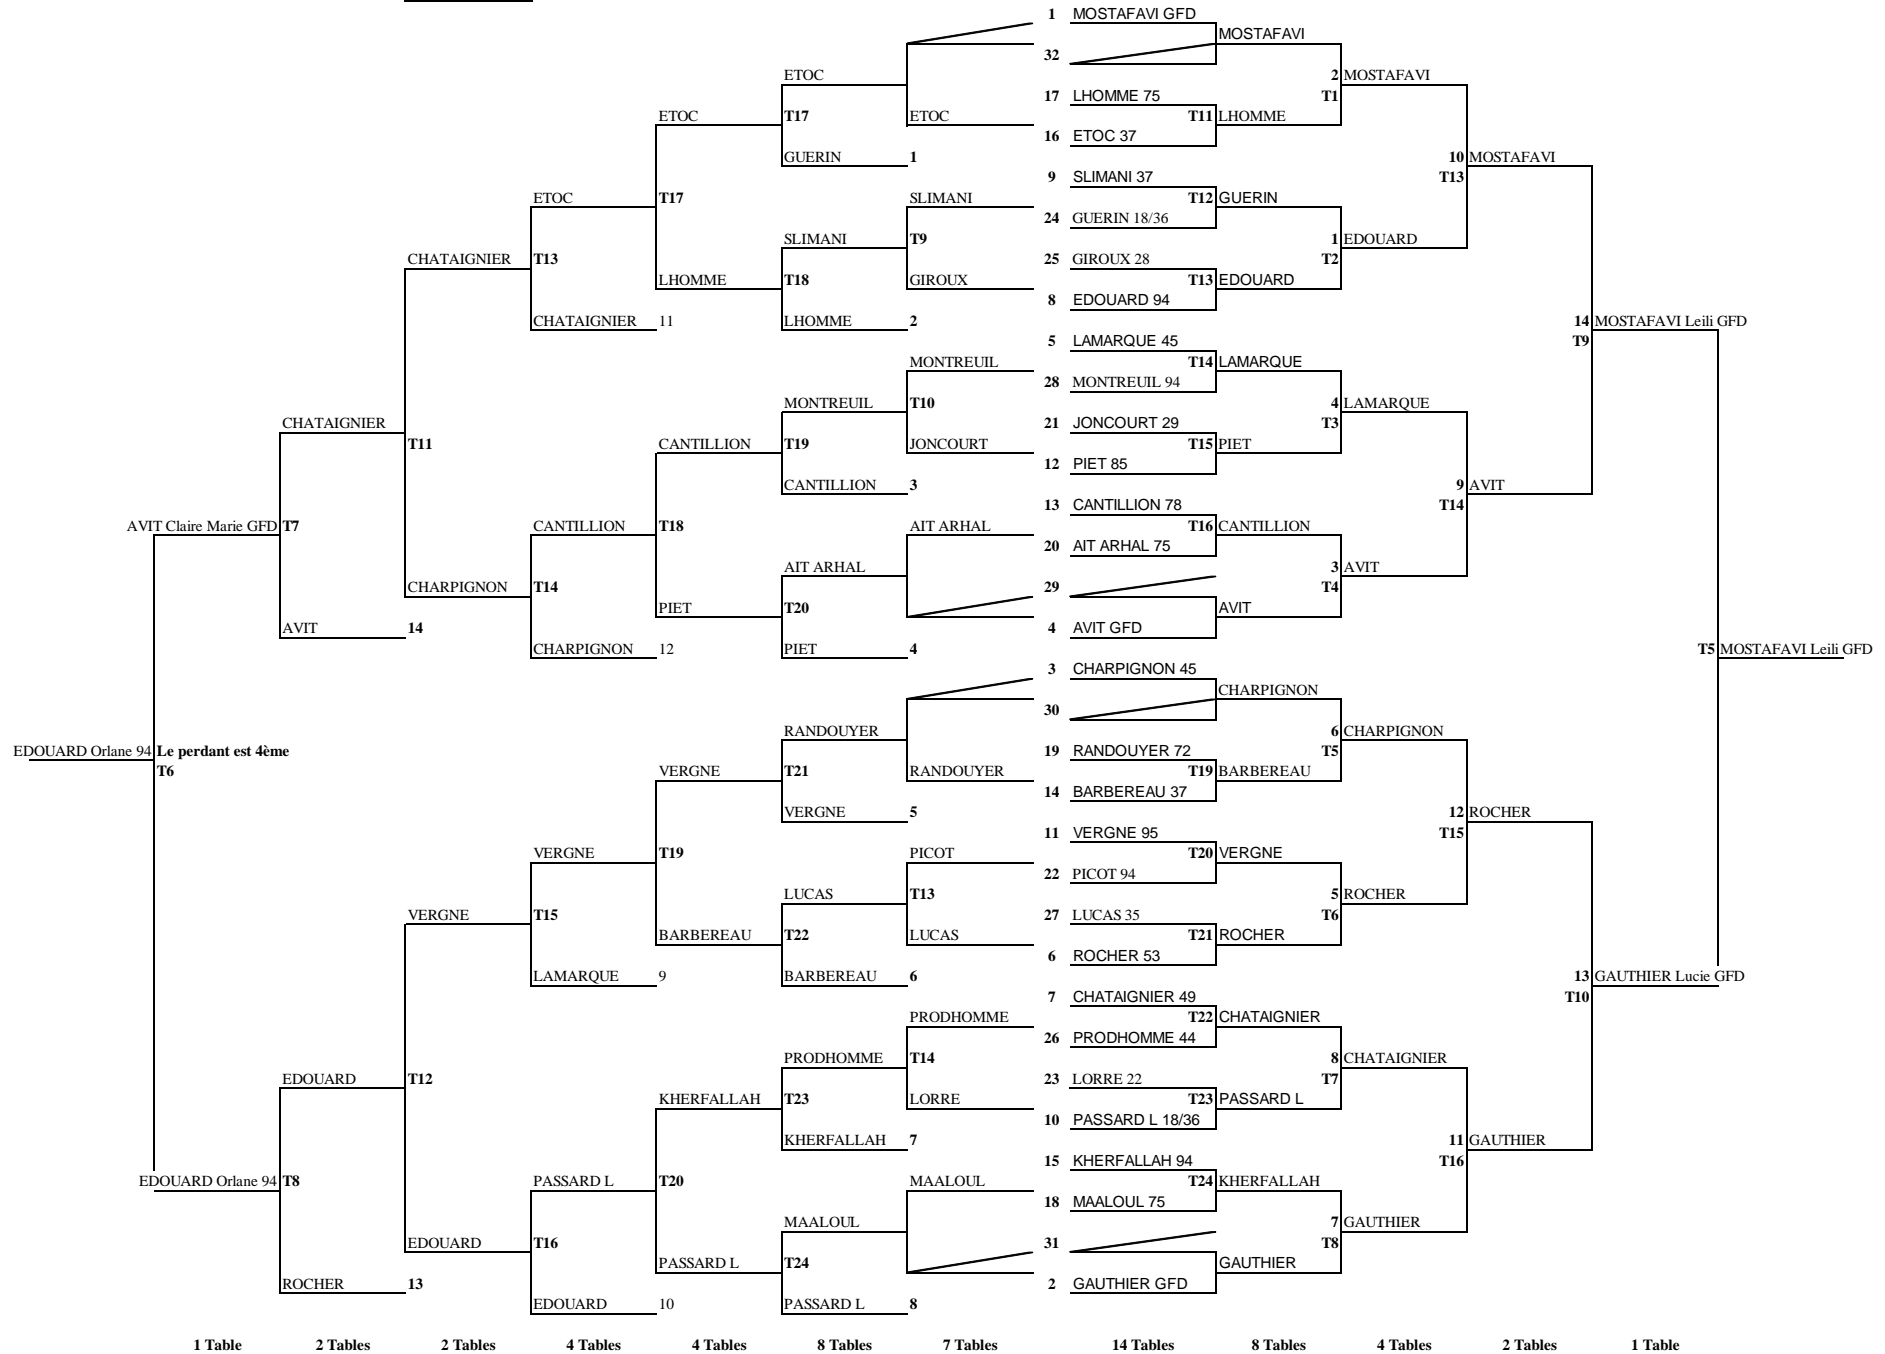 1 MOSTAFAVI GFD
MOSTAFAVI
32
ETOC 2 MOSTAFAVI
17 LHOMME 75 T1
ETOC T17 ETOC T11 LHOMME
16 ETOC 37
GUERIN 1 10 MOSTAFAVI
9 SLIMANI 37 T13
ETOC T17 SLIMANI T12 GUERIN
24 GUERIN 18/36
SLIMANI T9 1 EDOUARD
CHATAIGNIER T13 25 GIROUX 28 T2
LHOMME T18 GIROUX T13 EDOUARD
8 EDOUARD 94
CHATAIGNIER 11 LHOMME 2 14 MOSTAFAVI Leili GFD
5 LAMARQUE 45 T9
MONTREUIL T14 LAMARQUE
28 MONTREUIL 94
MONTREUIL T10 4 LAMARQUE
CHATAIGNIER 21 JONCOURT 29 T3
T11 CANTILLION T19 JONCOURT T15 PIET
12 PIET 85
CANTILLION 3 9 AVIT
13 CANTILLION 78 T14
AVIT Claire Marie GFD T7 CANTILLION T18 AIT ARHAL T16 CANTILLION
20 AIT ARHAL 75
AIT ARHAL 3 AVIT
CHARPIGNON T14 29 T4
PIET T20 AVIT
AVIT 14 4 AVIT GFD
CHARPIGNON 12 PIET 4 T5 MOSTAFAVI Leili GFD
3 CHARPIGNON 45
CHARPIGNON
30
RANDOUYER 6 CHARPIGNON
EDOUARD Orlane 94 Le perdant est 4ème 19 RANDOUYER 72 T5
T6 VERGNE T21 RANDOUYER T19 BARBEREAU
14 BARBEREAU 37
VERGNE 5 12 ROCHER
11 VERGNE 95 T15
VERGNE T19 PICOT T20 VERGNE
22 PICOT 94
LUCAS T13 5 ROCHER
VERGNE T15 27 LUCAS 35 T6
BARBEREAU T22 LUCAS T21 ROCHER
6 ROCHER 53
LAMARQUE 9 BARBEREAU 6 13 GAUTHIER Lucie GFD
7 CHATAIGNIER 49 T10
PRODHOMME T22 CHATAIGNIER
26 PRODHOMME 44
PRODHOMME T14 8 CHATAIGNIER
EDOUARD T12 23 LORRE 22 T7
KHERFALLAH T23 LORRE T23 PASSARD L
10 PASSARD L 18/36
KHERFALLAH 7 11 GAUTHIER
15 KHERFALLAH 94 T16
EDOUARD Orlane 94 T8 PASSARD L T20 MAALOUL T24 KHERFALLAH
18 MAALOUL 75
MAALOUL 7 GAUTHIER
EDOUARD T16 31 T8
PASSARD L T24 GAUTHIER
ROCHER 13 2 GAUTHIER GFD
EDOUARD 10 PASSARD L 8
1 Table 2 Tables 2 Tables 4 Tables 4 Tables 8 Tables 7 Tables 14 Tables 8 Tables 4 Tables 2 Tables 1 Table